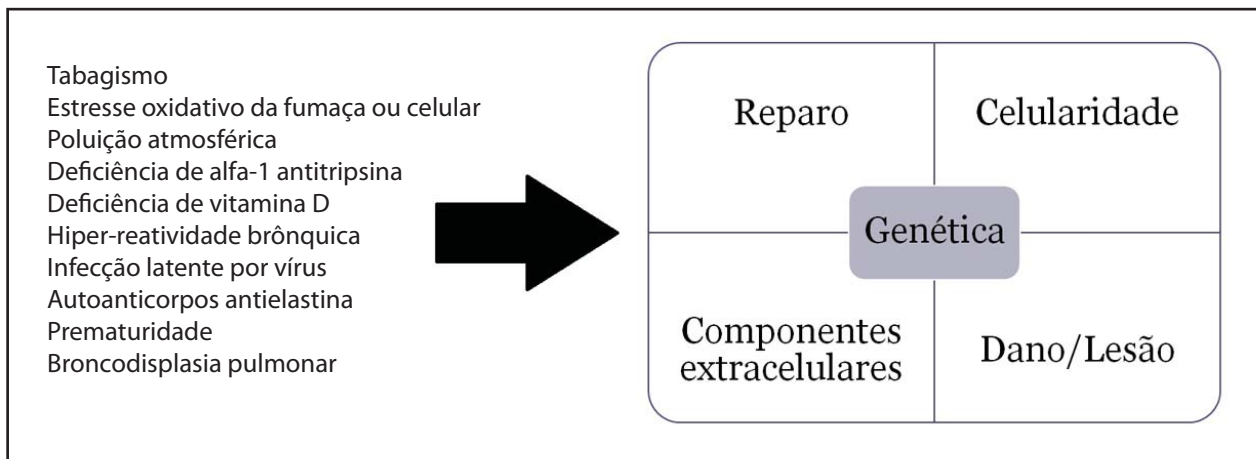 Tabagismo
Estresse oxidativo da fumaça ou celular
Poluição atmosférica
Deficiência de alfa-1 antitripsina
Deficiência de vitamina D
Hiper-reatividade brônquica
Infecção latente por vírus
Autoanticorpos antielastina
Prematuridade
Broncodisplasia pulmonar
Reparo
Celularidade
Genética
Componentes
extracelulares
Dano/Lesão